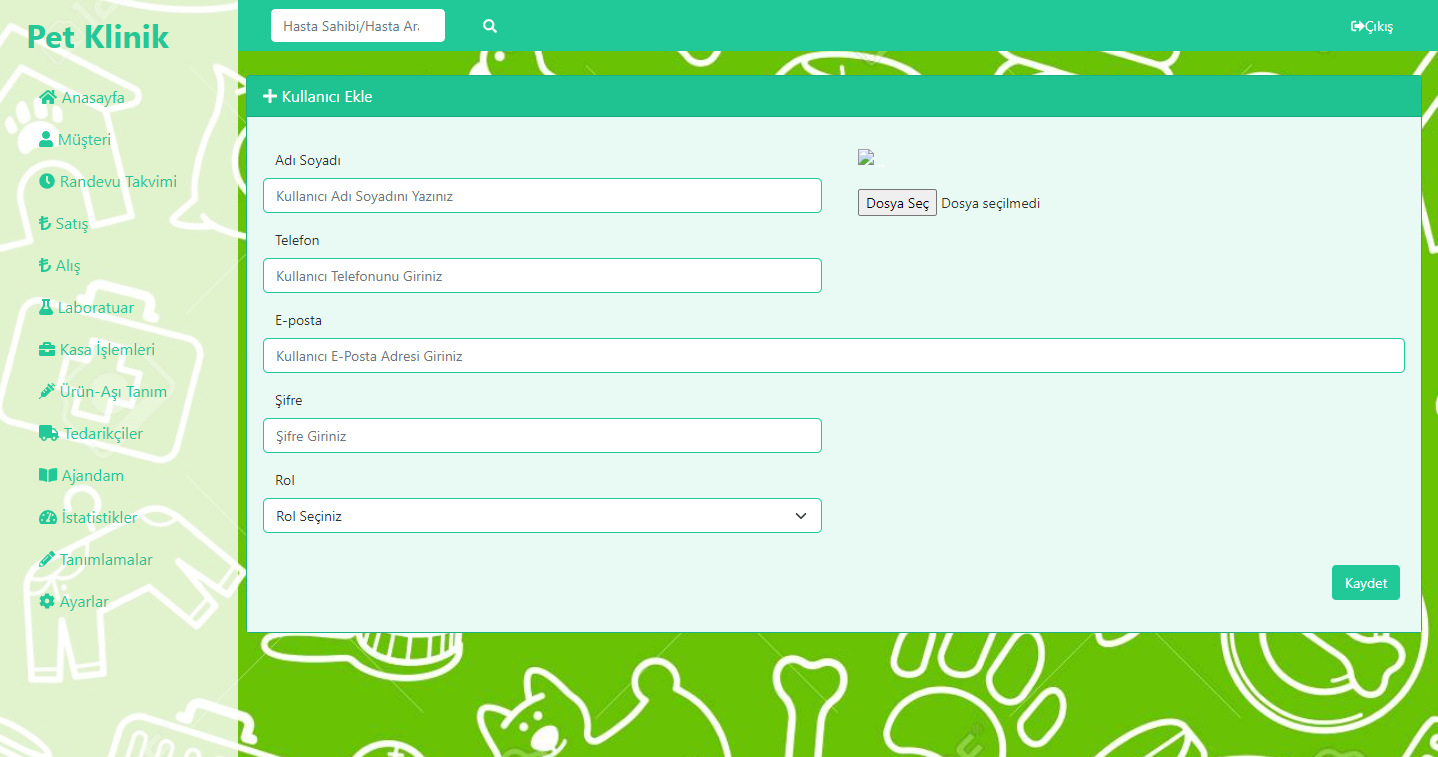 Pet Klinik
Hasta Sahibi/Hasta Ar
Çıkış
Anasayfa
Müşteri
Randevu Takvimi
Satış
Alış
Laboratuar
Kasa İşlemleri
Ürün-Aşı Tanım
Tedarikçiler
Ajandam
İstatistikler
Tanımlamalar
Ayarlar
Kullanıcı Ekle
Adı Soyadı
Kullanıcı Adı Soyadını Yazınız
Dosya Seç Dosya seçilmedi
Telefon
Kullanıcı Telefonunu Giriniz
E-posta
Kullanıcı E-Posta Adresi Giriniz
Şifre
Şifre Giriniz
Rol
Rol Seçiniz
Kaydet